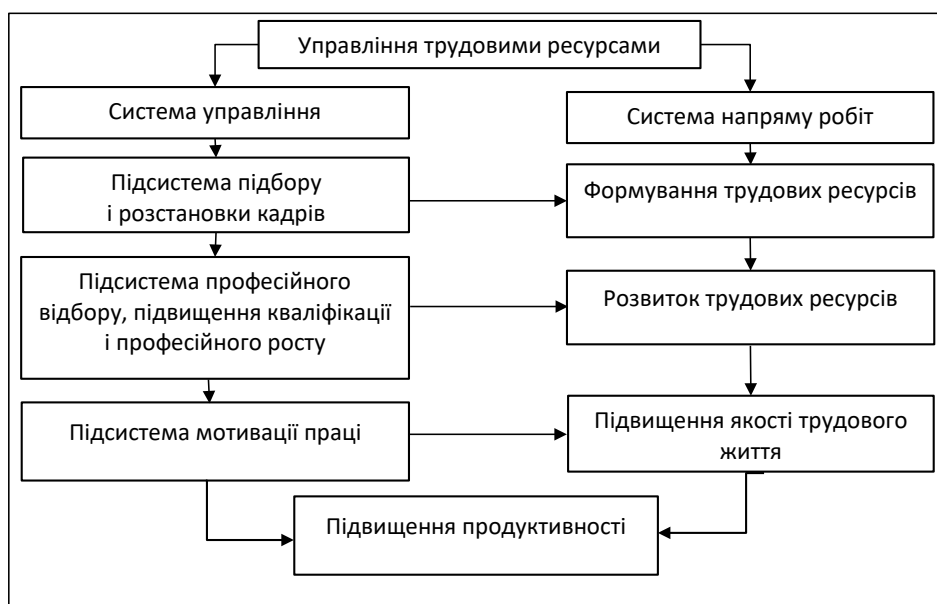 Управління трудовими ресурсами
Система управління
Система напряму робіт
Підсистема підбору
і розстановки кадрів
Формування трудових ресурсів
Підсистема професійного
відбору, підвищення кваліфікації
і професійного росту
Розвиток трудових ресурсів
Підсистема мотивації праці
Підвищення якості трудового
життя
Підвищення продуктивності